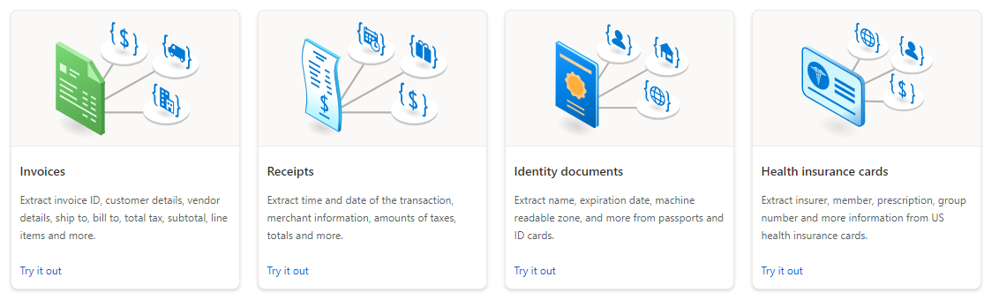 Invoices
Extract invoice ID, customer details, vendor
details, ship to, bill to, total tax, subtotal, line
items and more.
Try it out
Receipts
Extract time and date of the transaction,
merchant information, amounts of taxes,
totals and more.
Try it out
Identity documents
Extract name, expiration date, machine
readable zone, and more from passports and
ID cards.
Try it out
Health insurance cards
Extract insurer, member, prescription, group
number and more information from US
health insurance cards.
Try it out